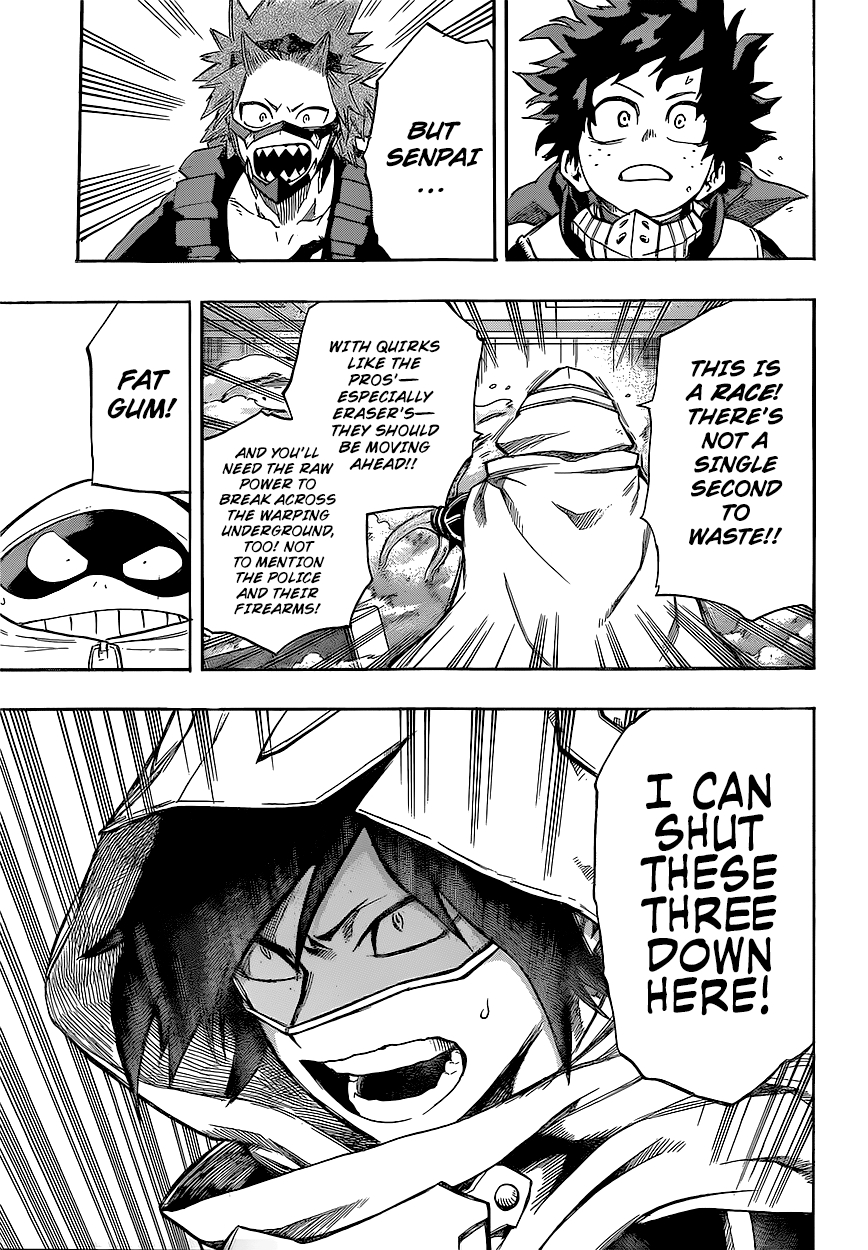 BUT
SENPAI
...
THIS IS
A RACE!
THERE'S
NOT A
SINGLE
SECOND
TO
WASTE!!
WITH QUIRKS
LIKE THE
PROS'—
ESPECIALLY
ERASER'S—
THEY SHOULD
BE MOVING
AHEAD!!
AND YOU'LL
NEED THE RAW
POWER TO
BREAK ACROSS
THE WARPING
UNDERGROUND,
TOO! NOT
TO MENTION
THE POLICE
AND THEIR
FIREARMS!
FAT
GUM!
I CAN
SHUT
THESE
THREE
DOWN
HERE!